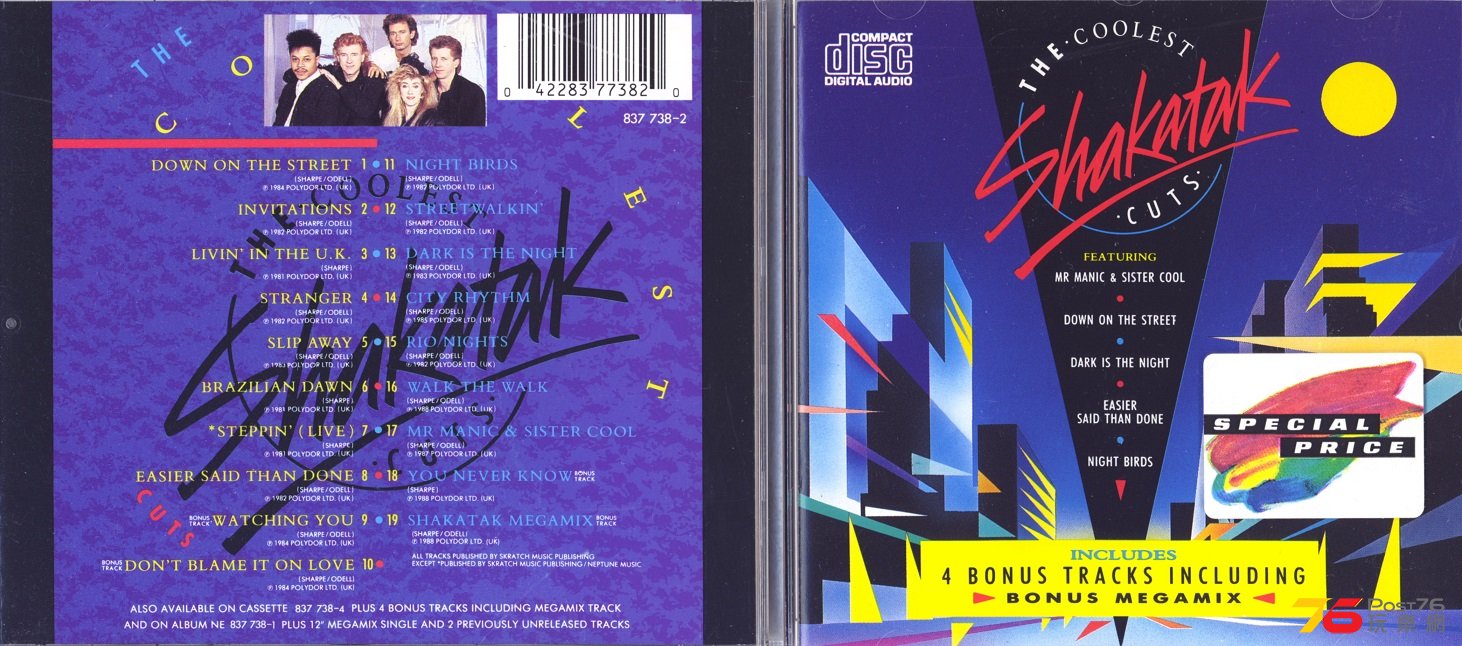 THE
COOLEST
CUTS
0 42283 77382 0
837 738-2
DOWN ON THE STREET 1
(SHARPE/ODELL)
℗ 1984 POLYDOR LTD. (UK)
INVITATIONS 2
(SHARPE/ODELL)
℗ 1982 POLYDOR LTD. (UK)
LIVIN' IN THE U.K. 3
(SHARPE)
℗ 1981 POLYDOR LTD. (UK)
STRANGER 4
(SHARPE/ODELL)
℗ 1982 POLYDOR LTD. (UK)
SLIP AWAY 5
(SHARPE/ODELL)
POLYDOR LTD. (UK)
BRAZILIAN DAWN 6
(SHARPE)
℗ 1981 POLYDOR LTD. (UK)
*STEPPIN' (LIVE) 7
(SHARPE)
℗ 1981 POLYDOR LTD. (UK)
EASIER SAID THAN DONE 8
(SHARPE/ODELL)
℗ 1982 POLYDOR LTD. (UK)
BONUS TRACK WATCHING YOU 9
(SHARPE/ODELL)
℗ 1984 POLYDOR LTD. (UK)
BONUS TRACK DON'T BLAME IT ON LOVE 10
(SHARPE/ODELL)
℗ 1984 POLYDOR LTD. (UK)
11 NIGHT BIRDS
(SHARPE/ODELL)
℗ 1982 POLYDOR LTD. (UK)
12 STREETWALKIN'
(SHARPE/ODELL)
℗ 1982 POLYDOR LTD. (UK)
13 DARK IS THE NIGHT
(SHARPE/ODELL)
℗ 1983 POLYDOR LTD. (UK)
14 CITY RHYTHM
(SHARPE/ODELL)
℗ 1985 POLYDOR LTD. (UK)
15 RIO NIGHTS
(SHARPE/ODELL)
℗ 1982 POLYDOR LTD. (UK)
16 WALK THE WALK
(SHARPE/ODELL)
℗ 1988 POLYDOR LTD. (UK)
17 MR MANIC & SISTER COOL
(SHARPE/ODELL)
℗ 1987 POLYDOR LTD. (UK)
18 YOU NEVER KNOW BONUS TRACK
(SHARPE)
℗ 1988 POLYDOR LTD. (UK)
19 SHAKATAK MEGAMIX BONUS TRACK
(SHARPE/ODELL)
℗ 1988 POLYDOR LTD. (UK)
ALL TRACKS PUBLISHED BY SKRATCH MUSIC PUBLISHING
EXCEPT *PUBLISHED BY SKRATCH MUSIC PUBLISHING / NEPTUNE MUSIC
THE·COOLEST
Shakatak
·CUTS·
ALSO AVAILABLE ON CASSETTE 837 738-4 PLUS 4 BONUS TRACKS INCLUDING MEGAMIX TRACK
AND ON ALBUM NE 837 738-1 PLUS 12" MEGAMIX SINGLE AND 2 PREVIOUSLY UNRELEASED TRACKS
COMPACT
disc
DIGITAL AUDIO
THE·COOLEST
Shakatak
·CUTS·
FEATURING
MR MANIC & SISTER COOL
DOWN ON THE STREET
DARK IS THE NIGHT
EASIER
SAID THAN DONE
NIGHT BIRDS
SPECIAL
PRICE
INCLUDES
4 BONUS TRACKS INCLUDING
BONUS MEGAMIX
76 POST76
玩樂網